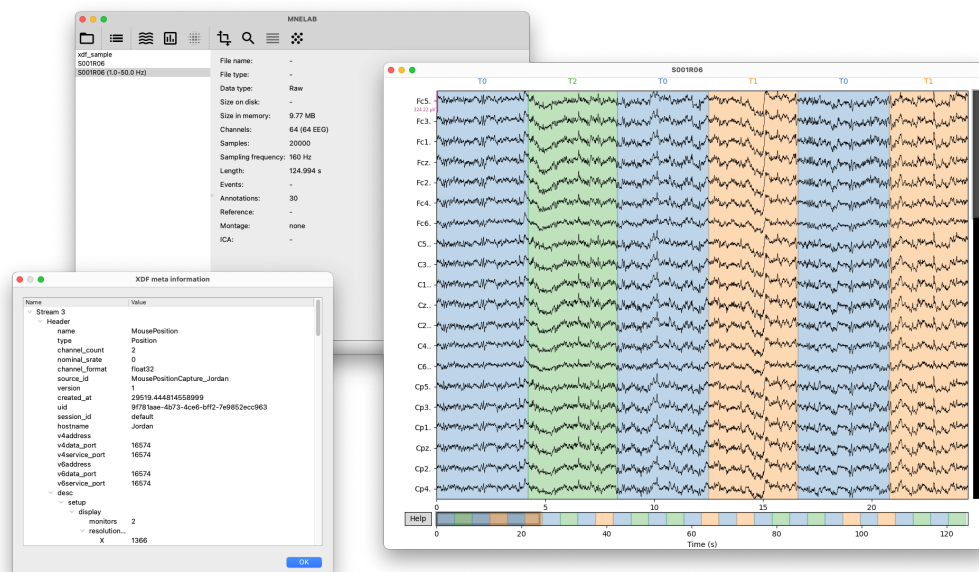 MNELAB
xdf_sample
S001R06
S001R06 (1.0-50.0 Hz)
File name: -
File type: -
Data type: Raw
Size on disk: -
Size in memory: 9.77 MB
Channels: 64 (64 EEG)
Samples: 20000
Sampling frequency: 160 Hz
Length: 124.994 s
Events: -
Annotations: 30
Reference: -
Montage: none
ICA: -
S001R06
T0 T2 T0 T1 T0 T1
Fc5.
Fc3.
Fc1.
Fcz.
Fc2.
Fc4.
Fc6.
C5..
C3..
C1..
Cz..
C2..
C4..
C6..
Cp5.
Cp3.
Cp1.
Cpz.
Cp2.
Cp4.
0 5 10 15 20
Help
0 20 40 60 80 100 120
Time (s)
XDF meta information
Name Value
Stream 3
Header
name MousePosition
type Position
channel_count 2
nominal_srate 0
channel_format float32
source_id MousePositionCapture_Jordan
version 1
created_at 29519.444814558999
uid 9f781aae-4b73-4ce6-bff2-7e9852ecc963
session_id default
hostname Jordan
v4address
v4data_port 16574
v4service_port 16574
v6address
v6data_port 16574
v6service_port 16574
desc
setup
display
monitors 2
resolution...
X 1366
OK